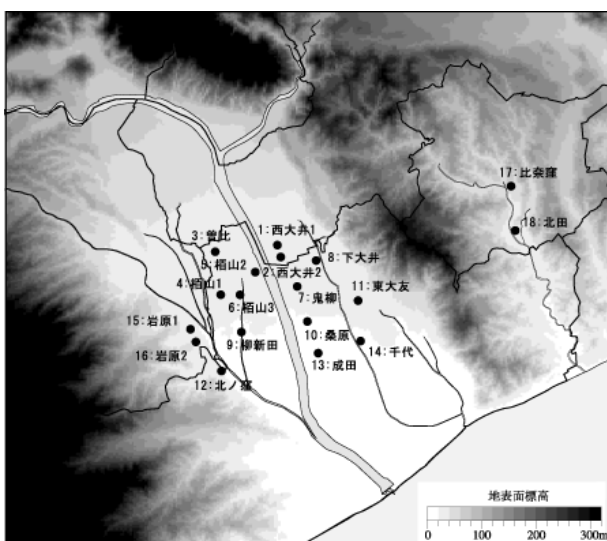 17：比奈窪
18：北田
3：曽比
1：西大井1
8：下大井
5：栢山2
2：西大井2
4：栢山1
7：鬼柳
6：栢山3
11：東大友
15：岩原1
10：桑原
9：柳新田
14：千代
16：岩原2
13：成田
12：北ノ窪
地表面標高
0 100 200 300m